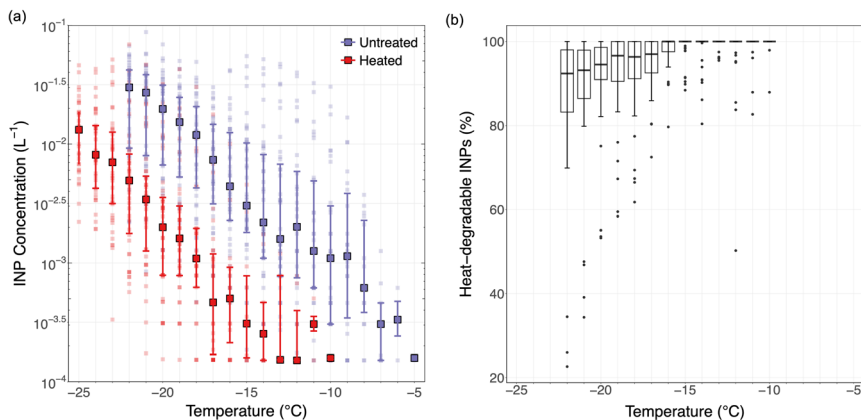 (a)
Untreated
Heated
INP Concentration (L⁻¹)
10⁻¹
10⁻¹·⁵
10⁻²
10⁻²·⁵
10⁻³
10⁻³·⁵
10⁻⁴
−25
−20
−15
−10
−5
Temperature (°C)
(b)
Heat−degradable INPs (%)
100
80
60
40
20
−25
−20
−15
−10
−5
Temperature (°C)